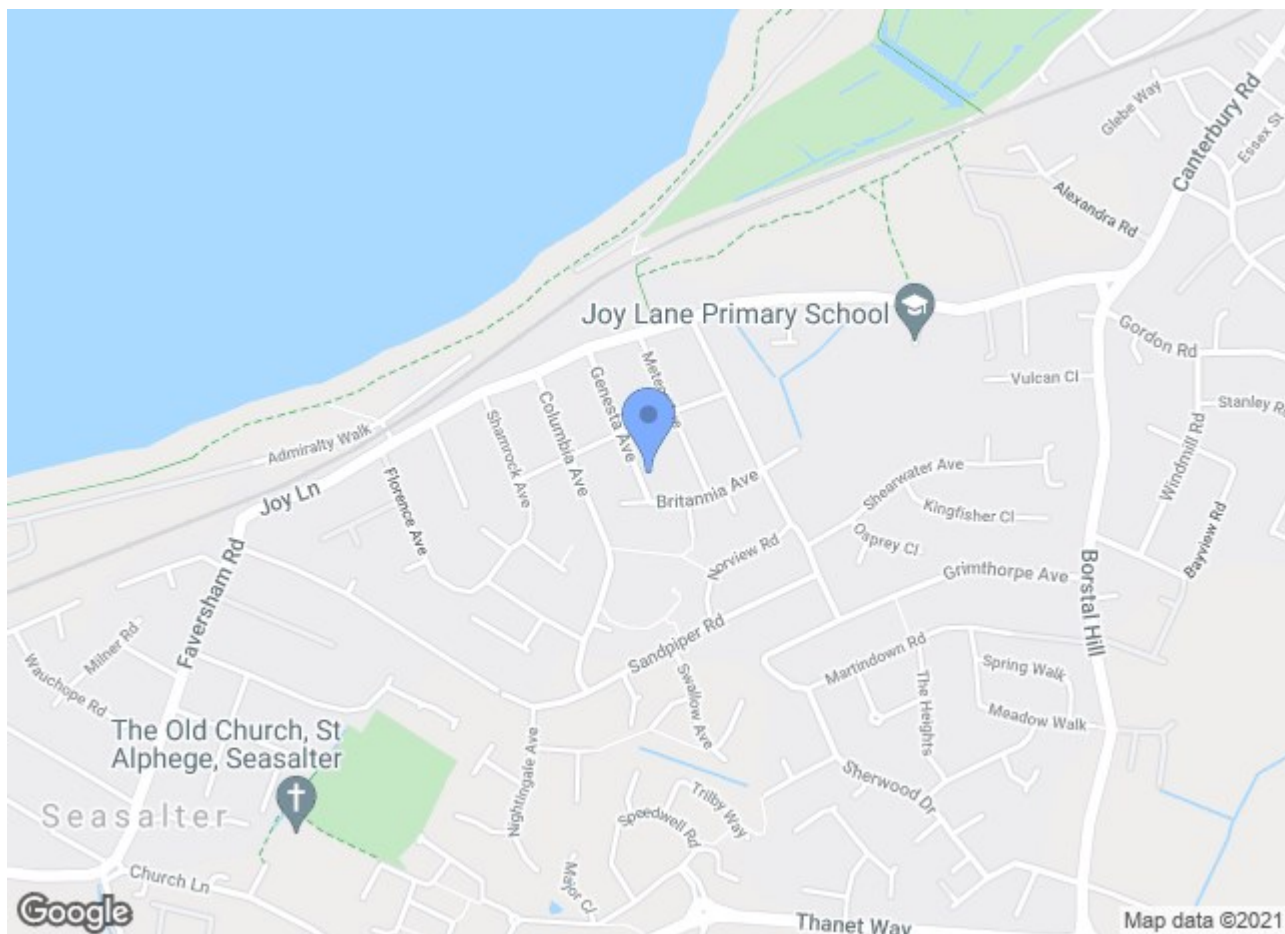 Glebe Way
Essex St
Canterbury Rd
Alexandra Rd
Joy Lane Primary School
Gordon Rd
Vulcan Cl
Stanley
Windmill Rd
Bayview Rd
Genesta Ave
Columbia Ave
Shamrock Ave
Admiralty Walk
Joy Ln
Florence Ave
Britannia Ave
Shearwater Ave
Kingfisher Cl
Osprey Cl
Norview Rd
Grimthorpe Ave
Borstal Hill
Faversham Rd
Milner Rd
Wauchope Rd
Sandpiper Rd
Swallow Ave
Martindown Rd
The Heights
Spring Walk
Meadow Walk
The Old Church, St
Alphege, Seasalter
Nightingale Ave
Sherwood Dr
Trilby Way
Speedwell Rd
Seasalter
Church Ln
Major Cl
Thanet Way
Google
Map data ©2021